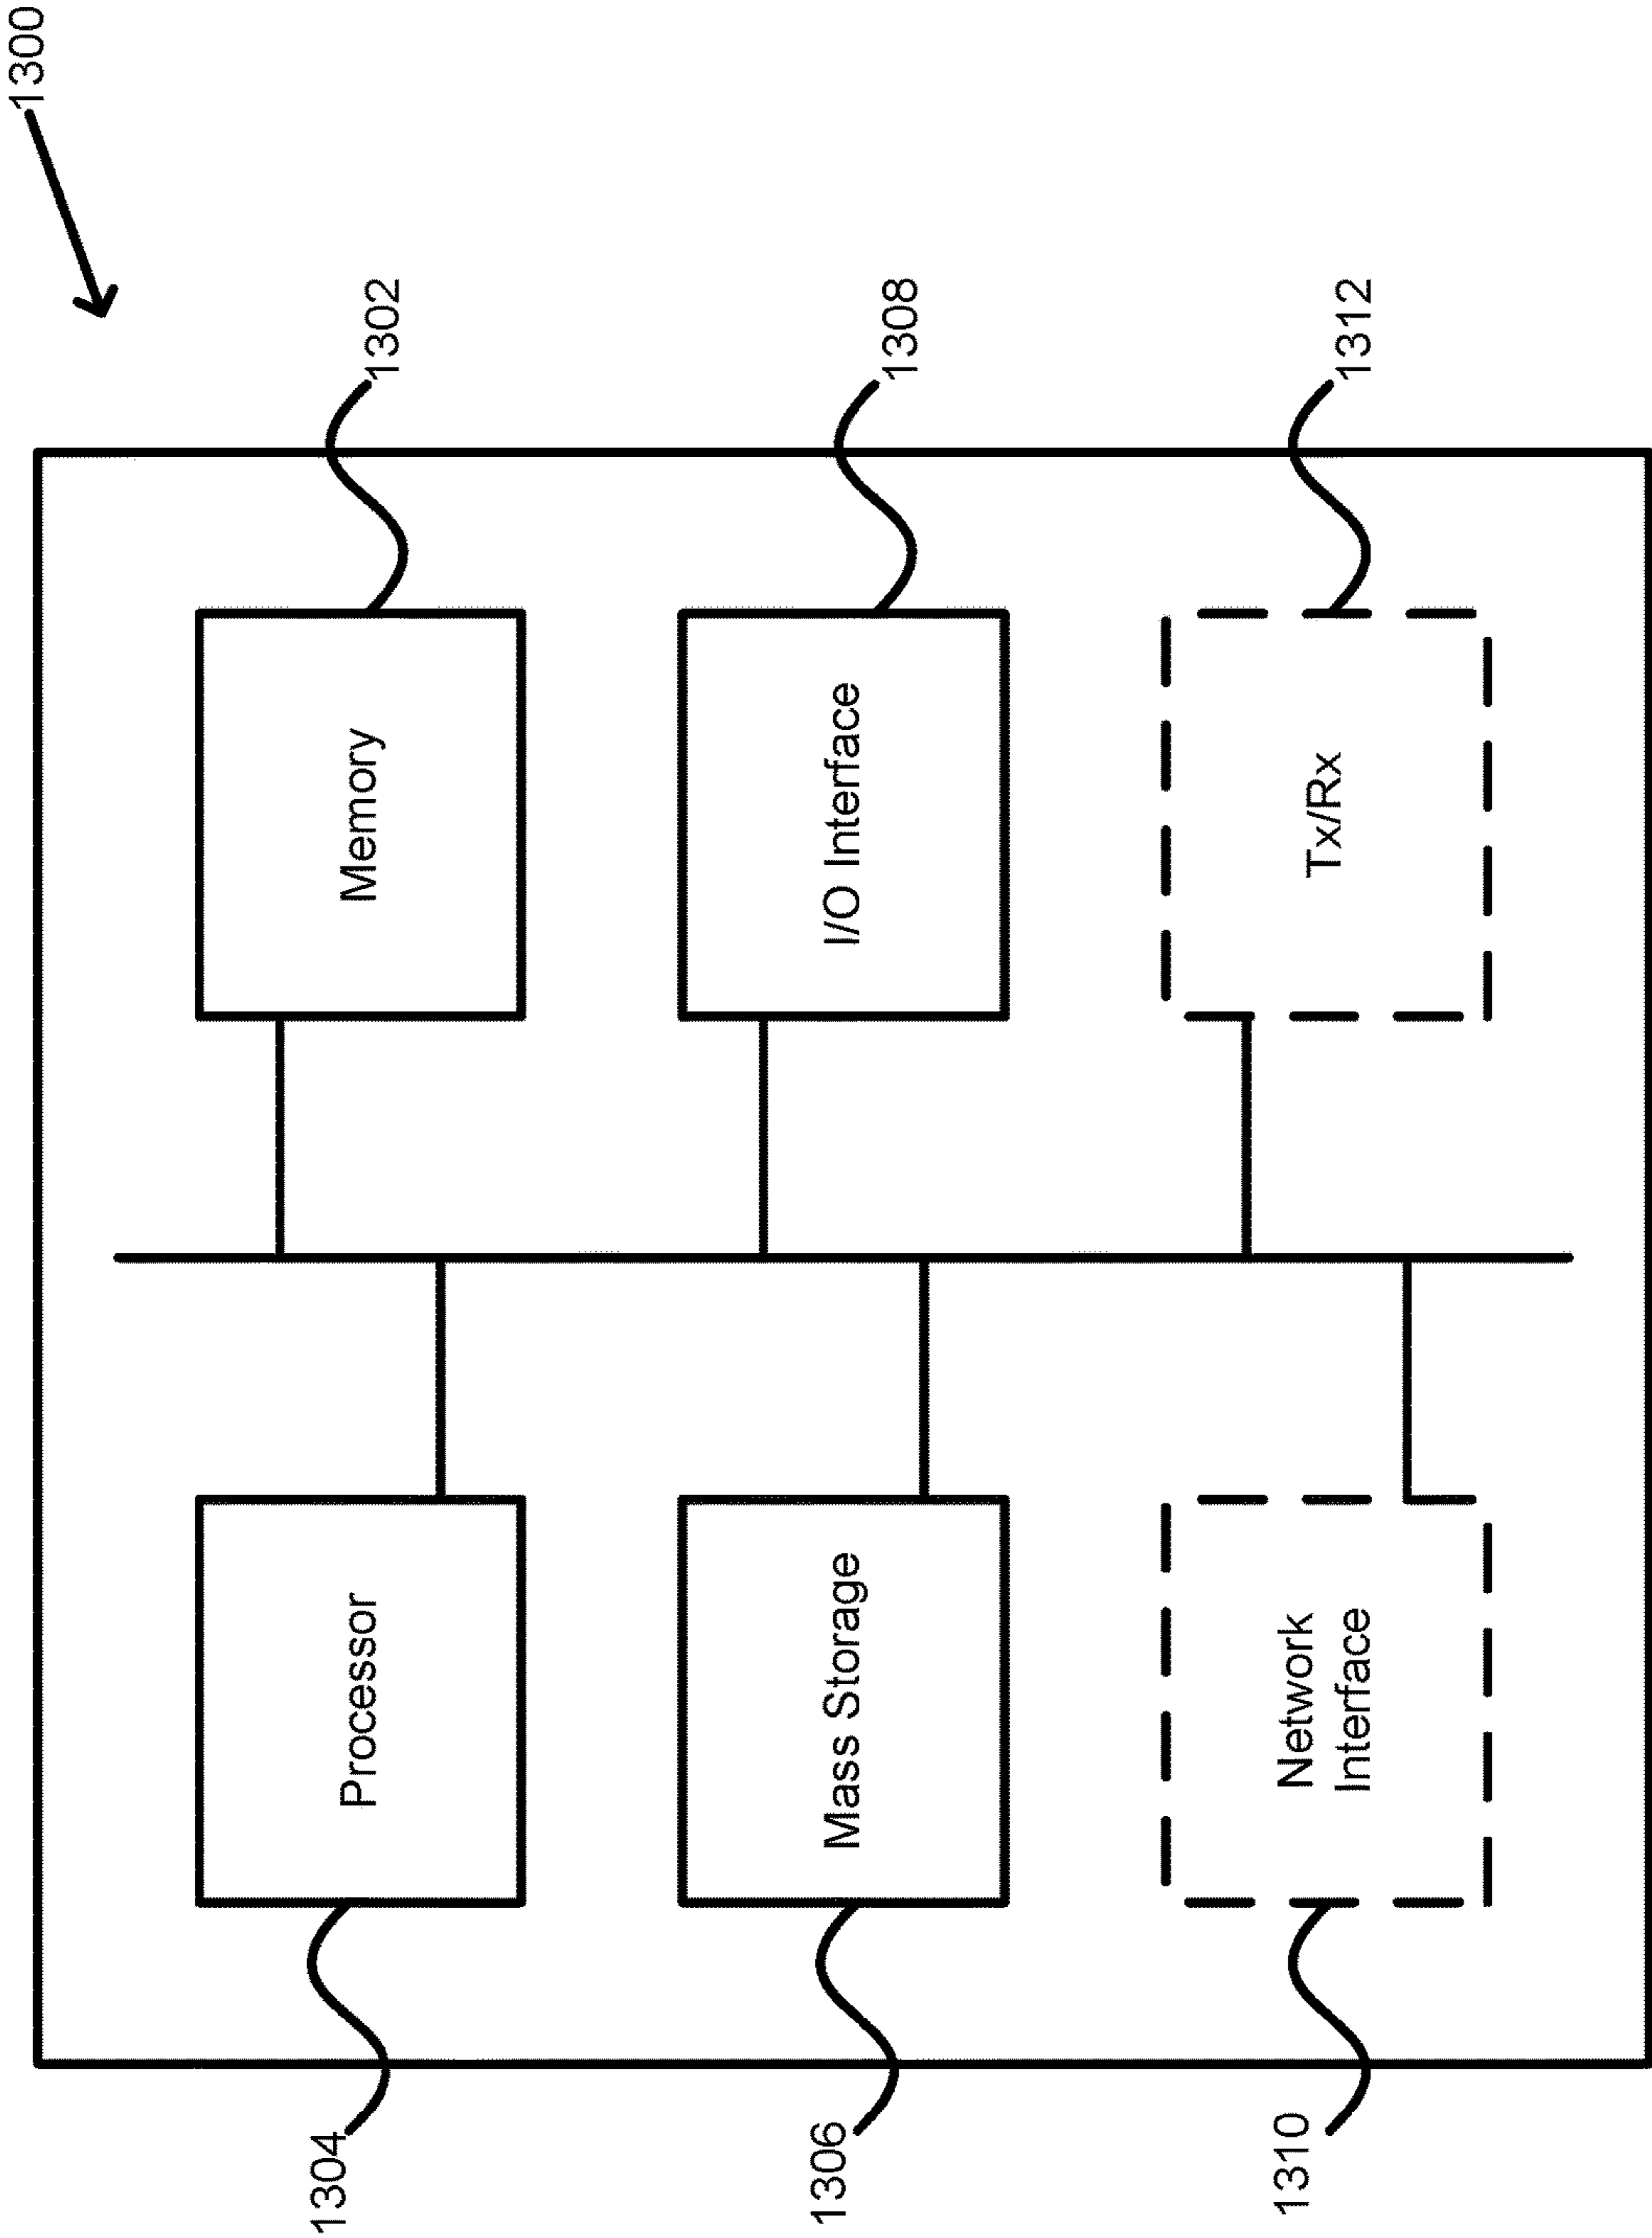 1300
1304
Processor
Memory
1302
1306
Mass Storage
I/O Interface
1308
1310
Network
Interface
Tx/Rx
1312